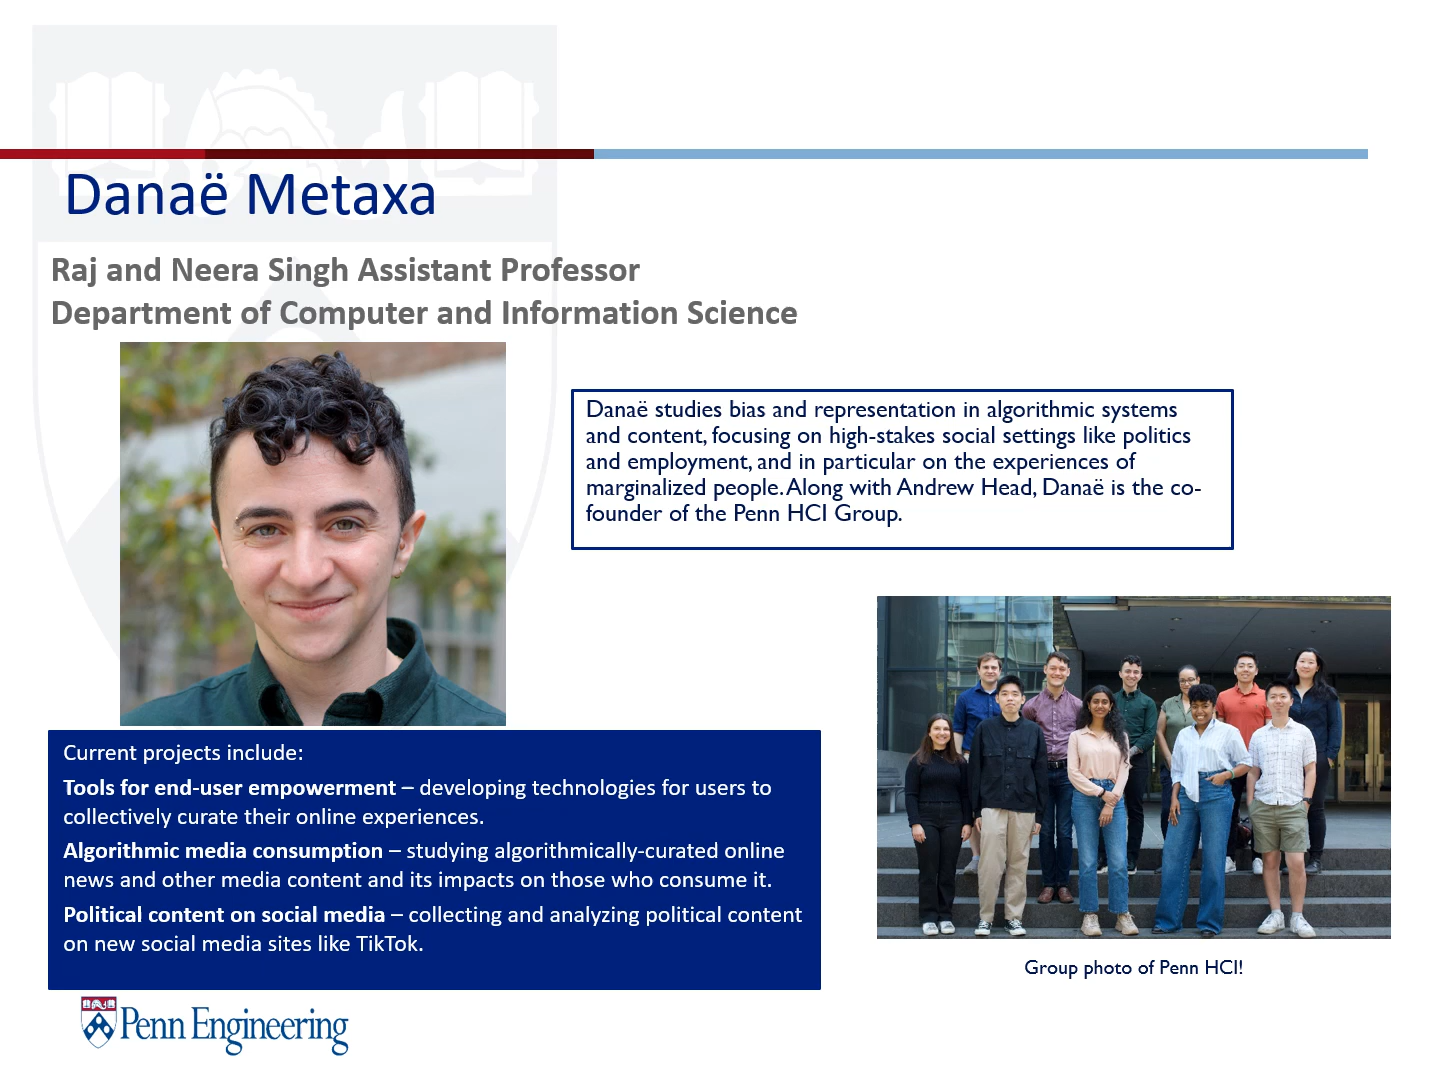 Danaë Metaxa
Raj and Neera Singh Assistant Professor
Department of Computer and Information Science
Danaë studies bias and representation in algorithmic systems
and content, focusing on high-stakes social settings like politics
and employment, and in particular on the experiences of
marginalized people. Along with Andrew Head, Danaë is the co-
founder of the Penn HCI Group.
Current projects include:
Tools for end-user empowerment – developing technologies for users to
collectively curate their online experiences.
Algorithmic media consumption – studying algorithmically-curated online
news and other media content and its impacts on those who consume it.
Political content on social media – collecting and analyzing political content
on new social media sites like TikTok.
Group photo of Penn HCI!
Penn Engineering